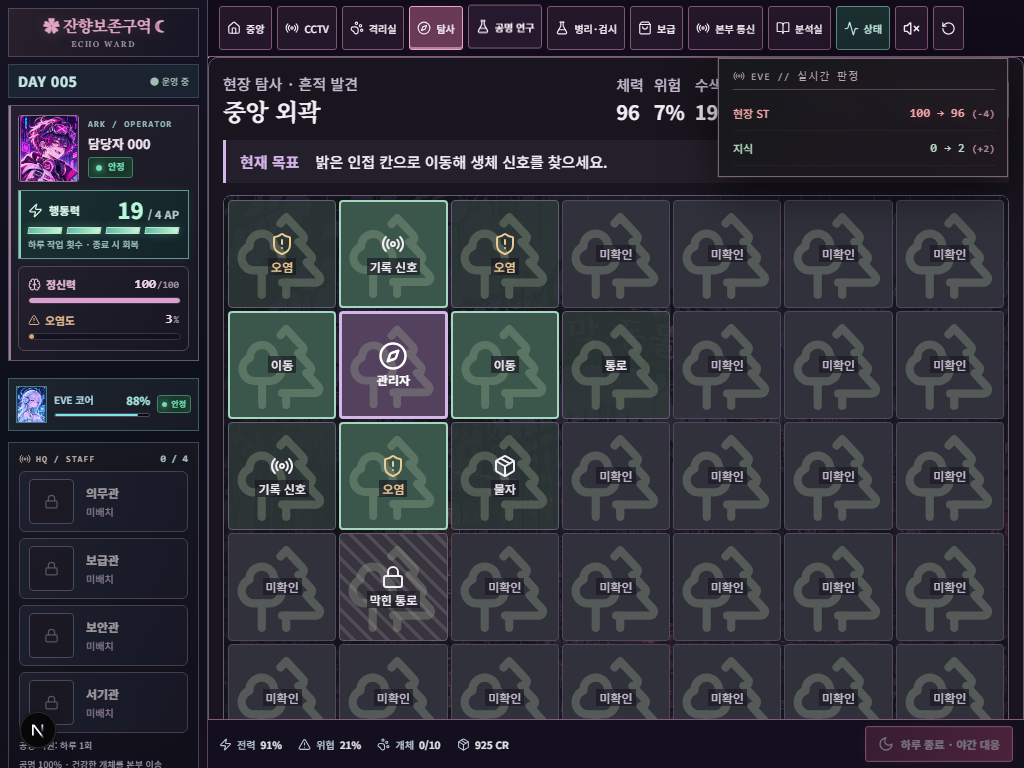 잔향보존구역
ECHO WARD
DAY 005
운영 중
ARK / OPERATOR
담당자 000
안정
행동력 19 / 4 AP
하루 작업 횟수 · 종료 시 회복
정신력 100/100
오염도 3%
EVE 코어 88% 안정
HQ / STAFF 0 / 4
의무관
미배치
보급관
미배치
보안관
미배치
서기관
N
공명 100% · 건강한 개체를 본부 이송
중앙 CCTV 격리실 탐사 공명 연구 병리·검시 보급 본부 통신 분석실 상태
현장 탐사 · 흔적 발견
중앙 외곽
체력 위험
96 7% 19
EVE // 실시간 판정
현장 ST 100 → 96 (-4)
지식 0 → 2 (+2)
현재 목표 밝은 인접 칸으로 이동해 생체 신호를 찾으세요.
오염 기록 신호 오염 미확인 미확인 미확인 미확인
이동 관리자 이동 통로 미확인 미확인 미확인
기록 신호 오염 물자 미확인 미확인 미확인 미확인
미확인 막힌 통로 미확인 미확인 미확인 미확인 미확인
미확인 미확인 미확인 미확인 미확인 미확인 미확인
전력 91% 위험 21% 개체 0/10 925 CR
하루 종료 · 야간 대응